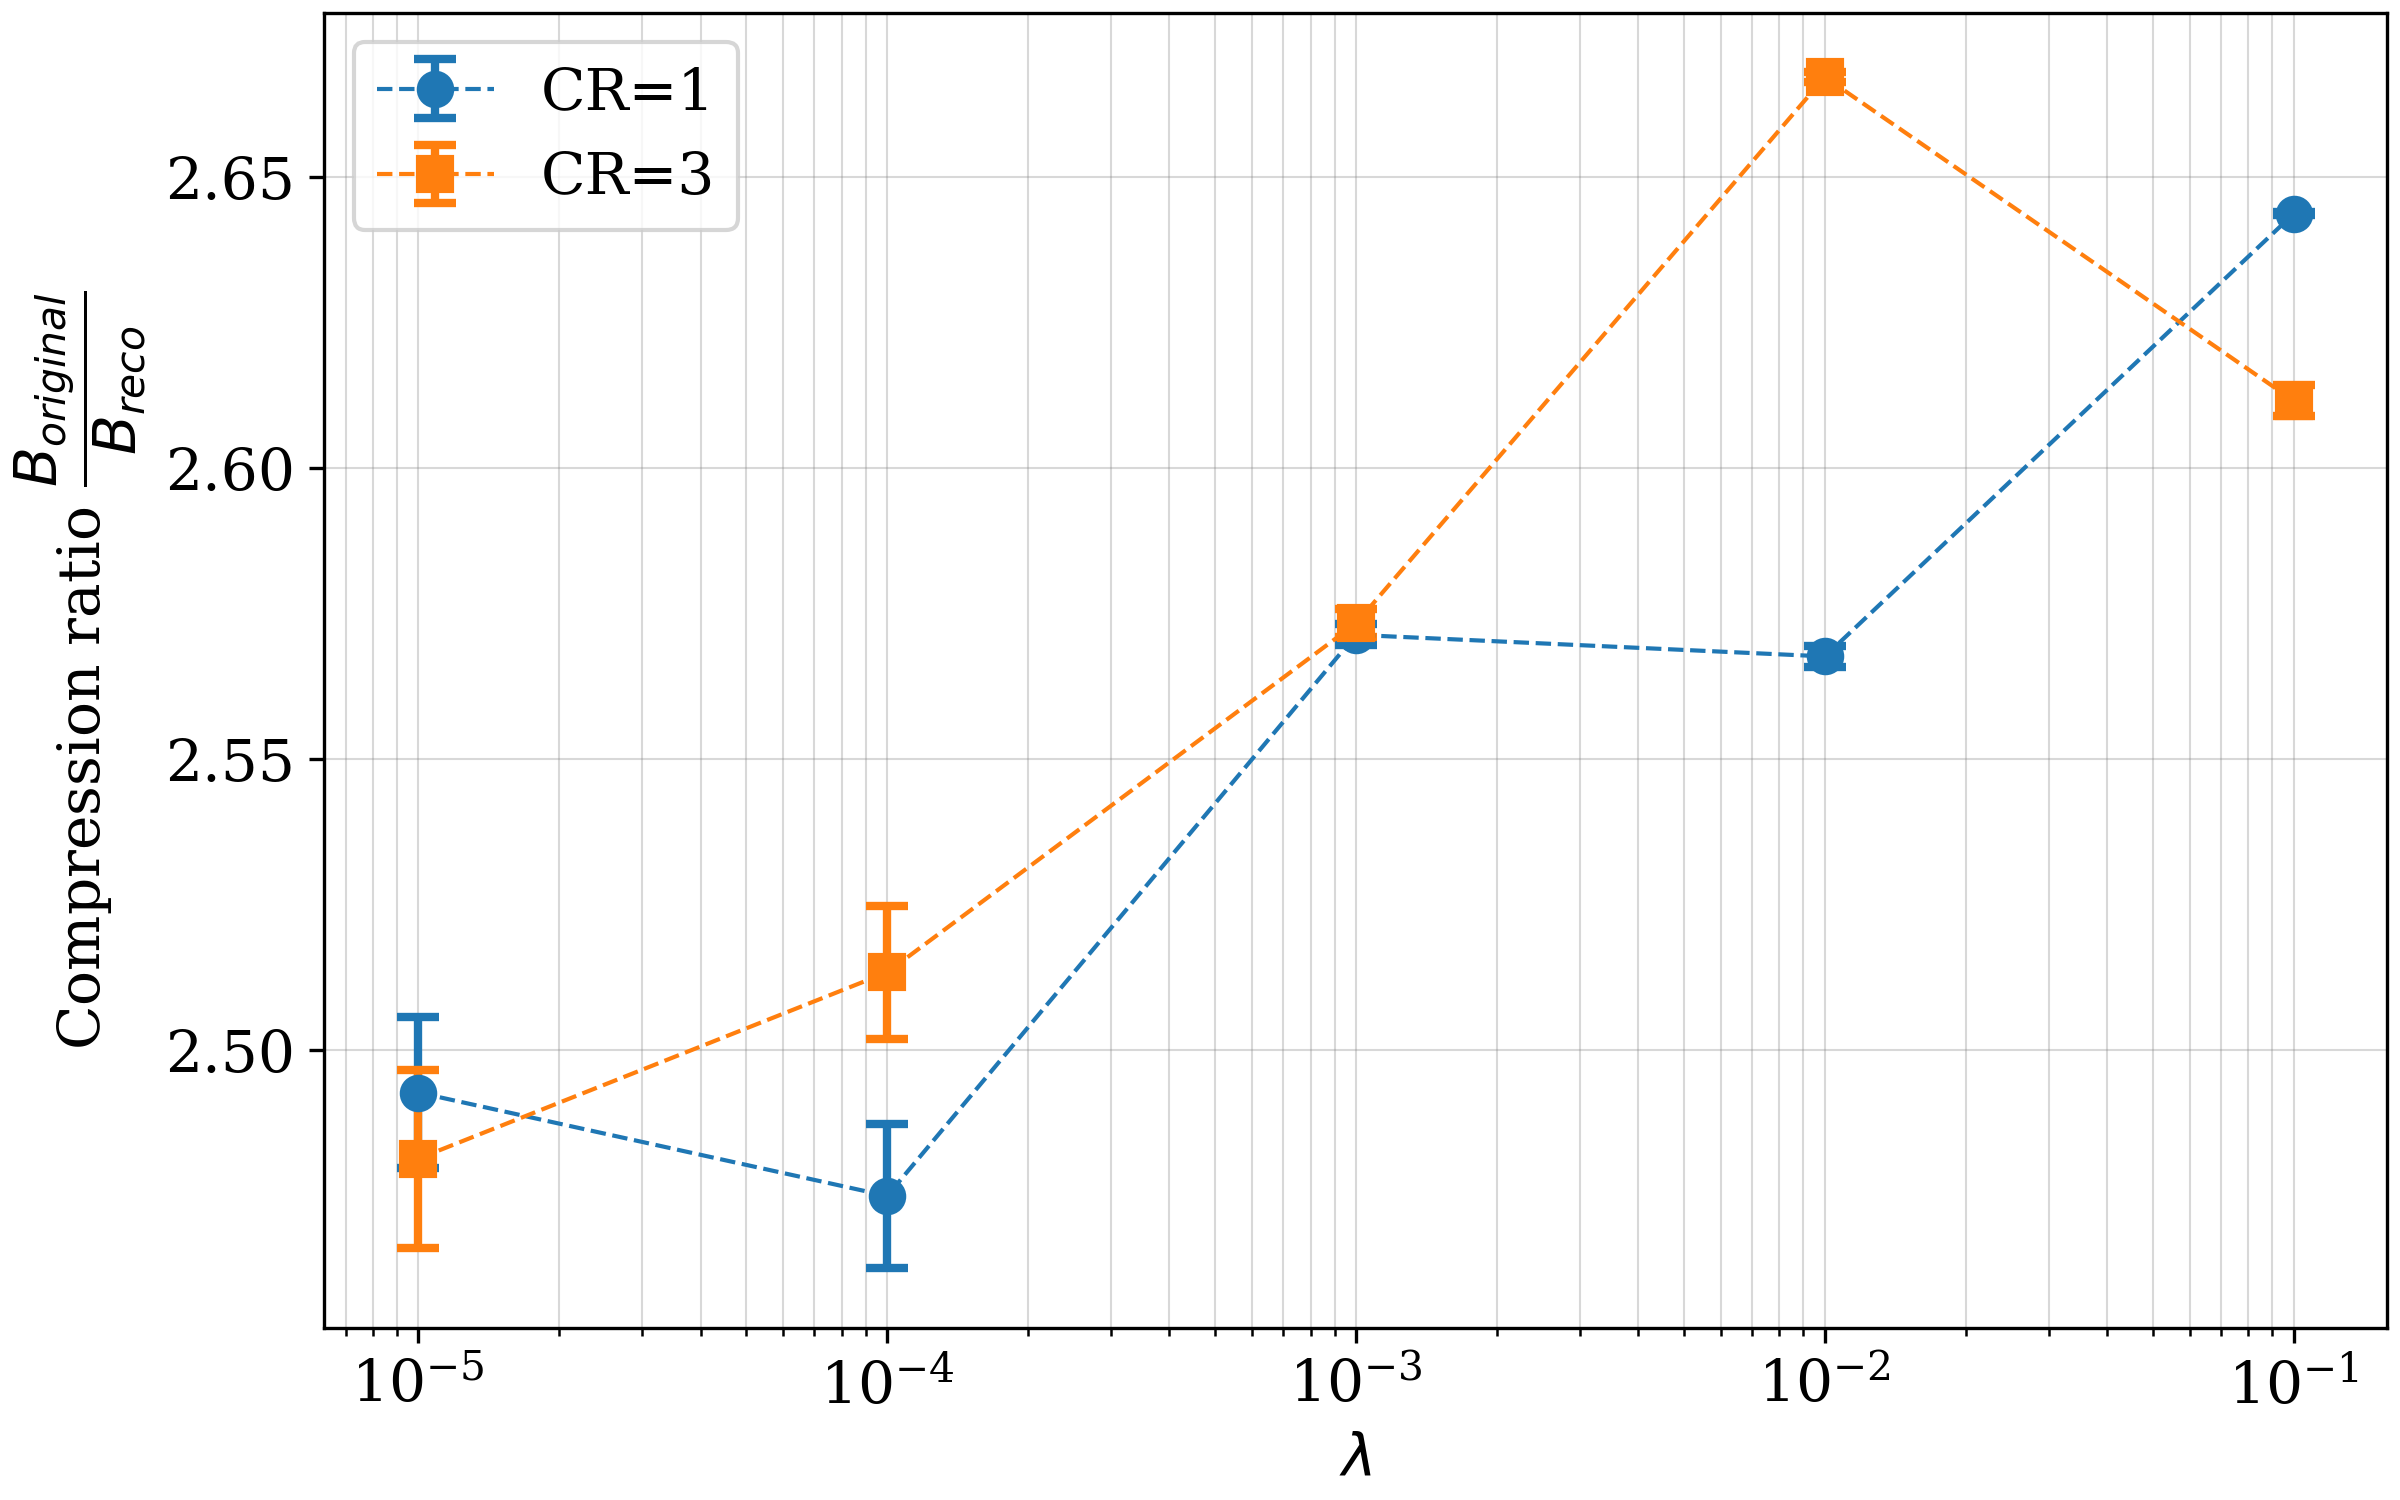 CR=1
CR=3
Compression ratio B_original / B_reco
2.65
2.60
2.55
2.50
10⁻⁵ 10⁻⁴ 10⁻³ 10⁻² 10⁻¹
λ